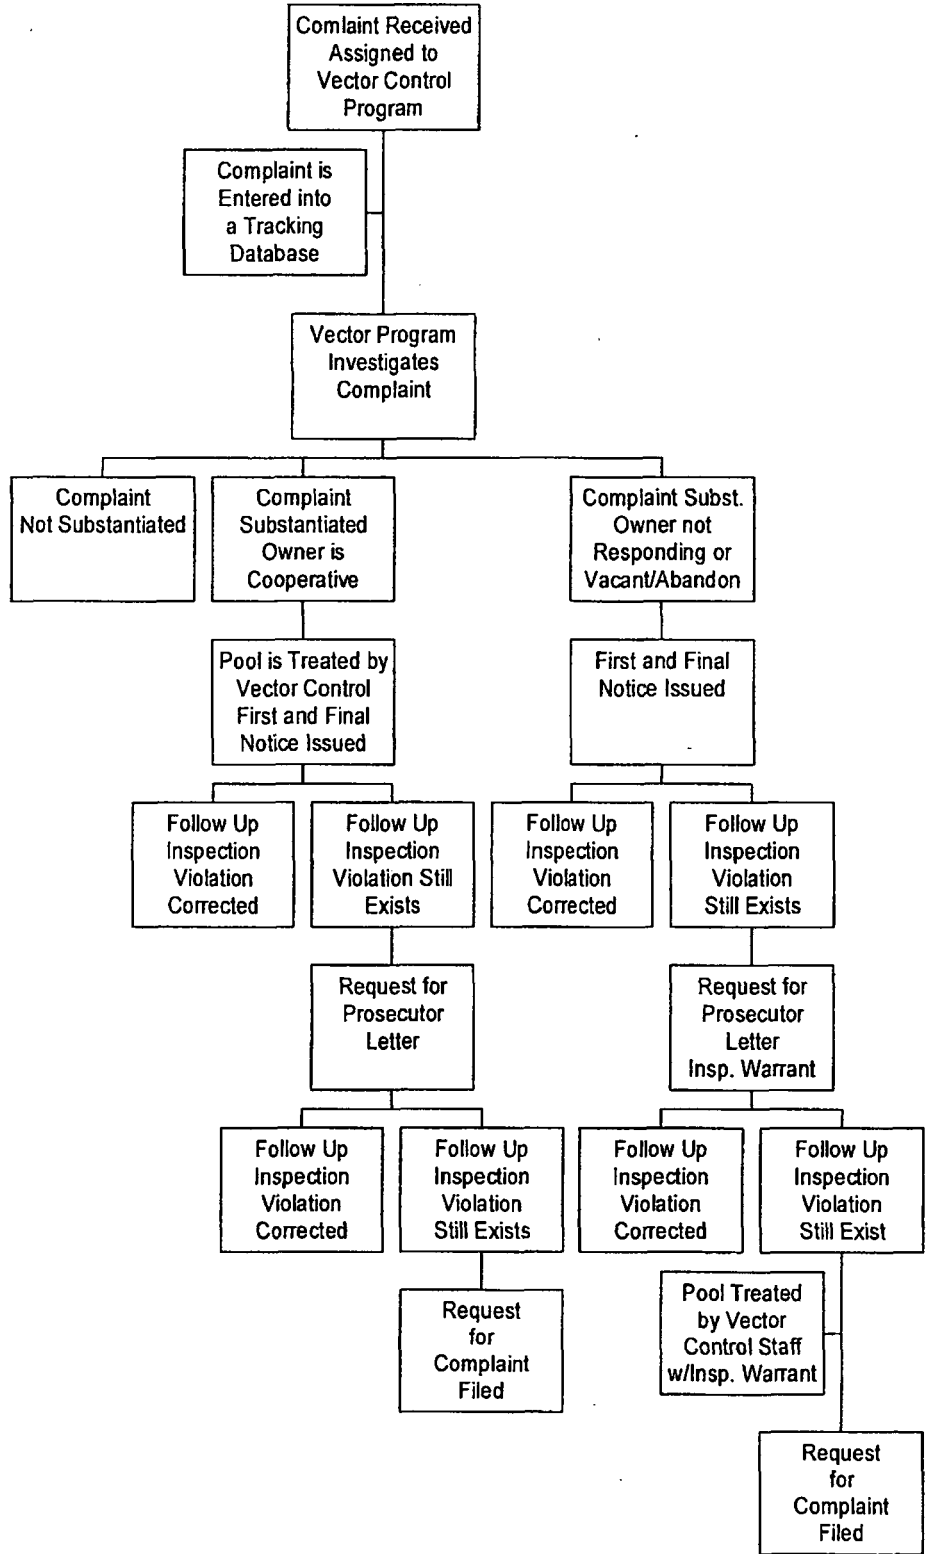 Comlaint Received
Assigned to
Vector Control
Program
Complaint is
Entered into
a Tracking
Database
Vector Program
Investigates
Complaint
Complaint
Not Substantiated
Complaint
Substantiated
Owner is
Cooperative
Complaint Subst.
Owner not
Responding or
Vacant/Abandon
Pool is Treated by
Vector Control
First and Final
Notice Issued
First and Final
Notice Issued
Follow Up
Inspection
Violation
Corrected
Follow Up
Inspection
Violation Still
Exists
Follow Up
Inspection
Violation
Corrected
Follow Up
Inspection
Violation
Still Exists
Request for
Prosecutor
Letter
Request for
Prosecutor
Letter
Insp. Warrant
Follow Up
Inspection
Violation
Corrected
Follow Up
Inspection
Violation
Still Exists
Follow Up
Inspection
Violation
Corrected
Follow Up
Inspection
Violation
Still Exist
Request
for
Complaint
Filed
Pool Treated
by Vector
Control Staff
w/Insp. Warrant
Request
for
Complaint
Filed